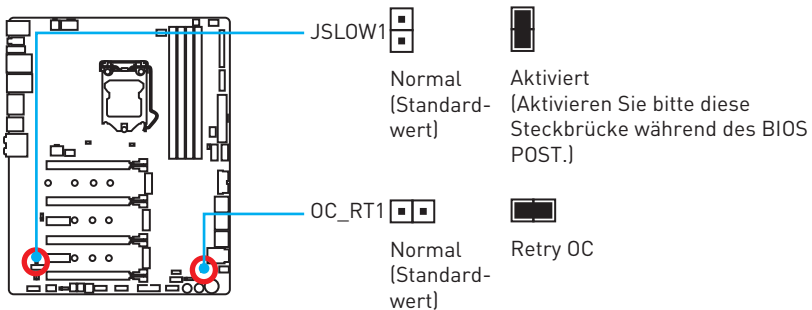 JSLOW1
Normal
(Standard-
wert)
Aktiviert
(Aktivieren Sie bitte diese
Steckbrücke während des BIOS
POST.)
OC_RT1
Normal
(Standard-
wert)
Retry OC